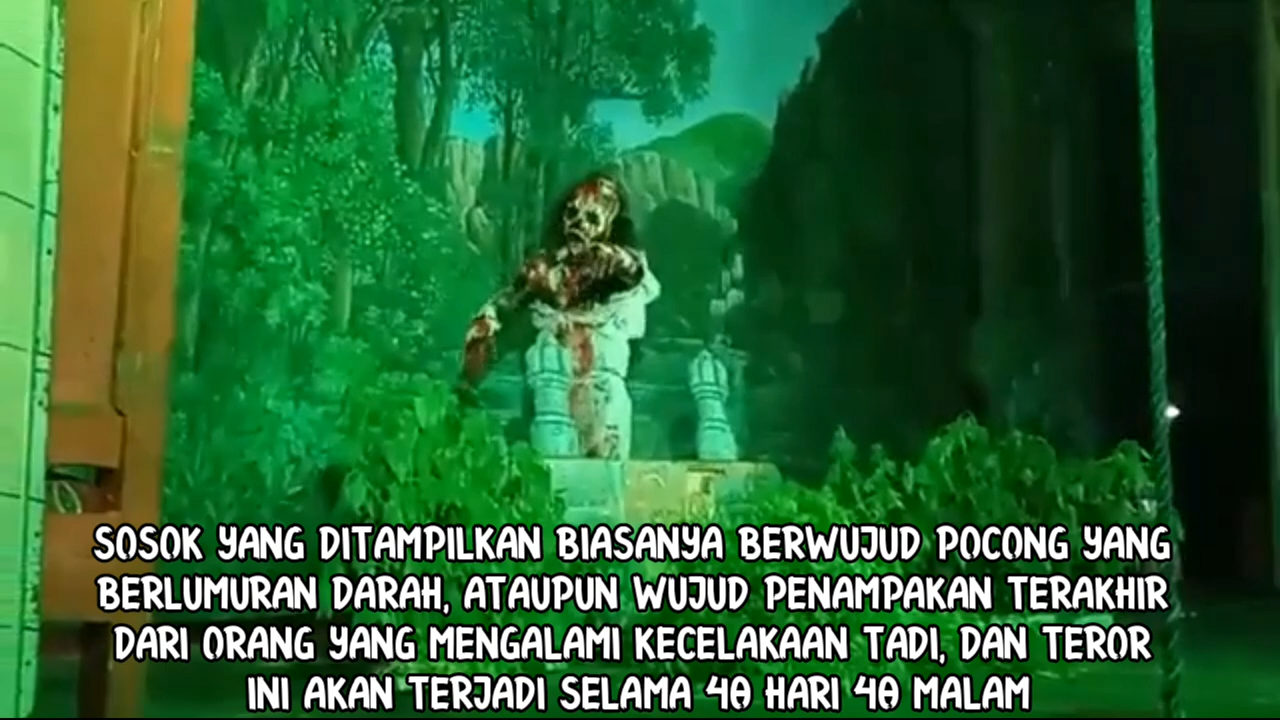 SOSOK YANG DITAMPILKAN BIASANYA BERWUJUD POCONG YANG
BERLUMURAN DARAH, ATAUPUN WUJUD PENAMPAKAN TERAKHIR
DARI ORANG YANG MENGALAMI KECELAKAAN TADI, DAN TEROR
INI AKAN TERJADI SELAMA 40 HARI 40 MALAM